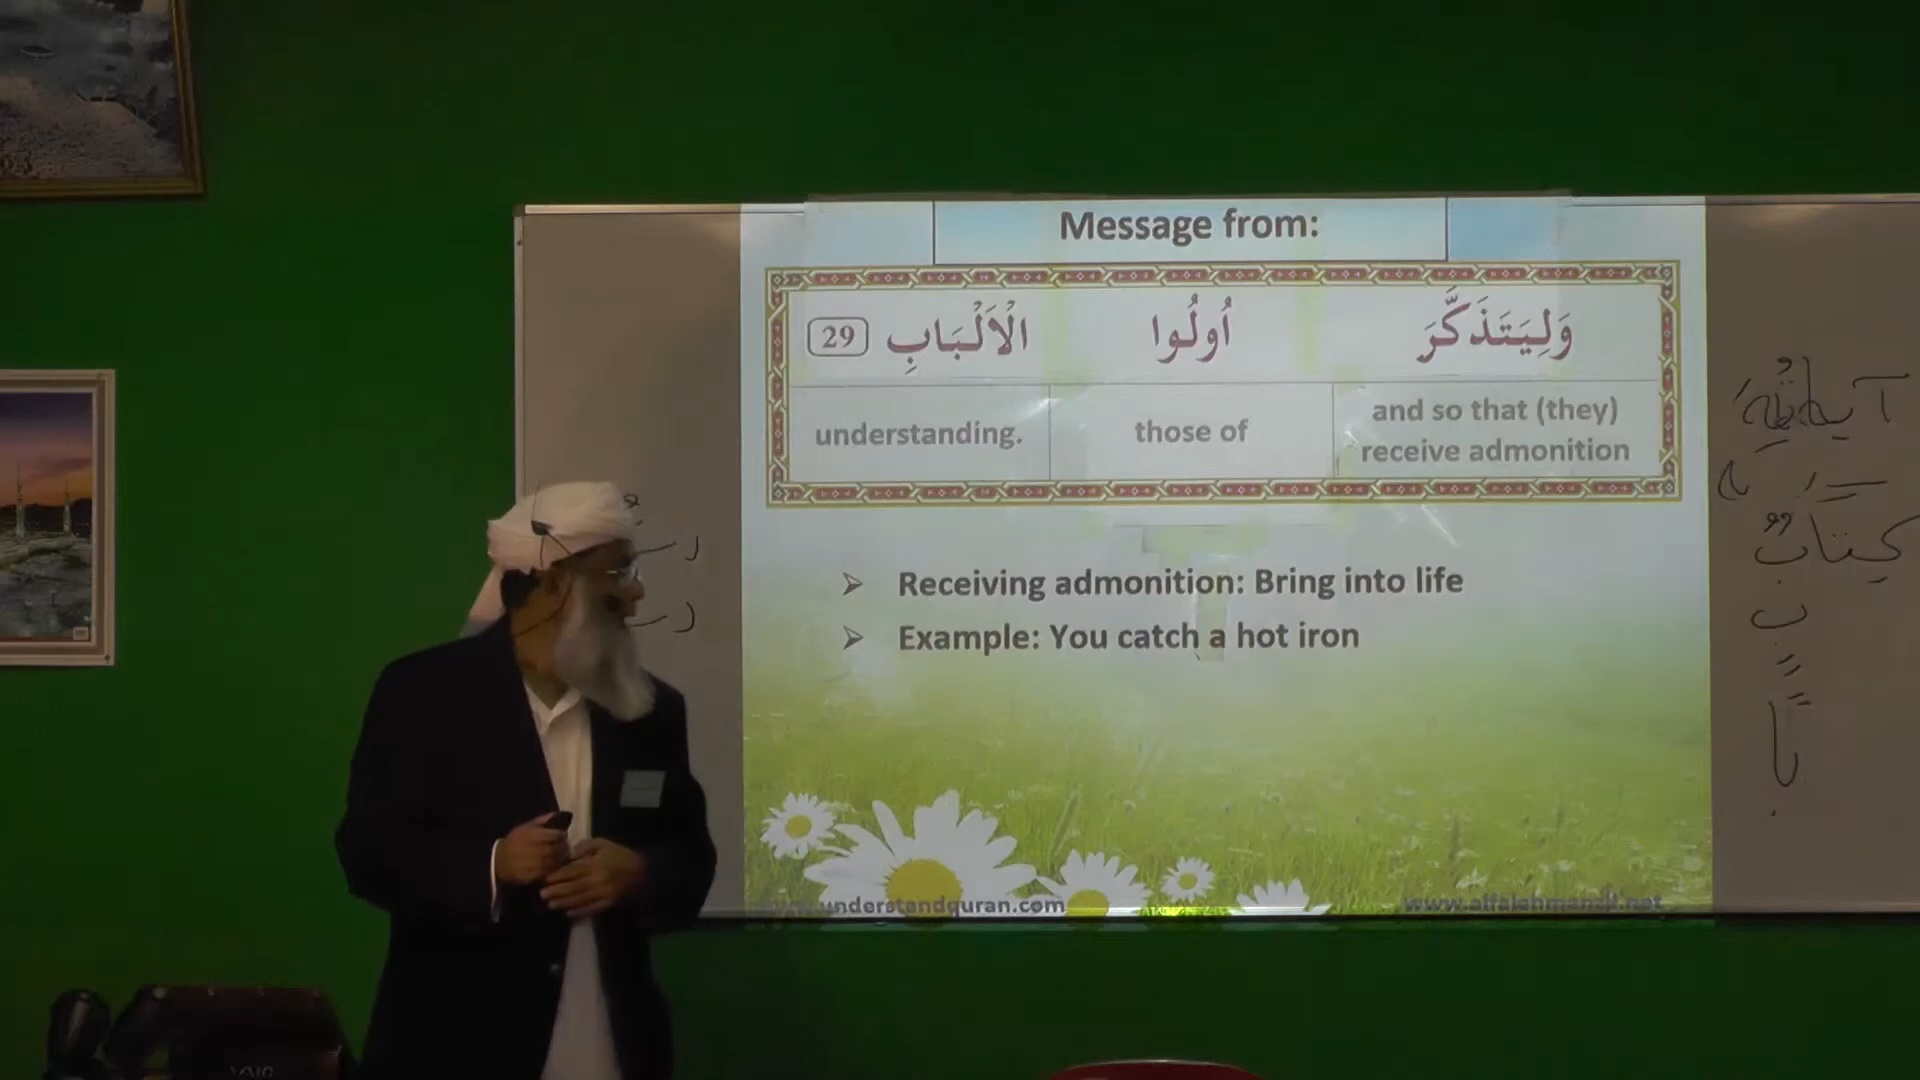 Message from:
وَلِيَتَذَكَّرَ اُولُوا الْاَلْبَابِ 29
and so that (they) receive admonition
those of
understanding.
➢ Receiving admonition: Bring into life
➢ Example: You catch a hot iron
www.understandquran.com
كِتَابٌ
بٍ
بًا